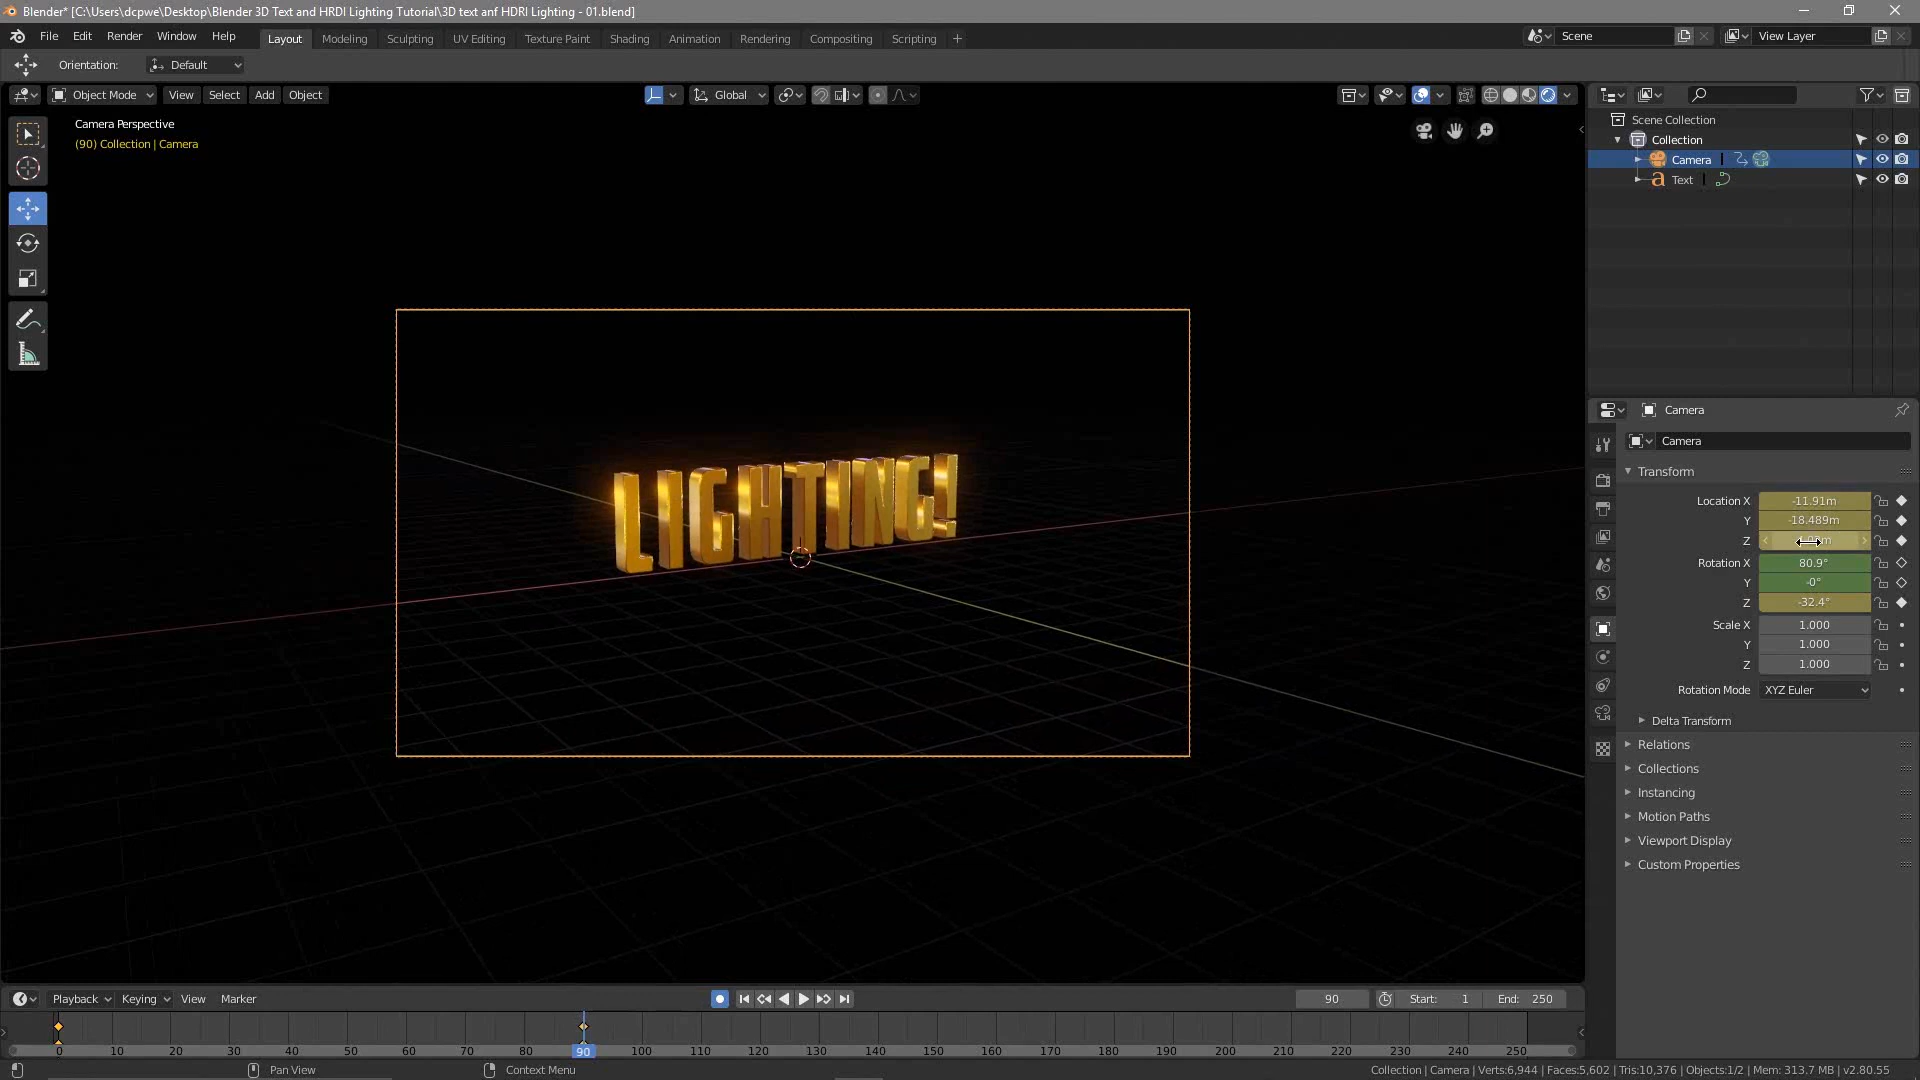 Blender* [C:\Users\dcpwe\Desktop\Blender 3D Text and HRDI Lighting Tutorial\3D text anf HDRI Lighting - 01.blend]
File Edit Render Window Help Layout Modeling Sculpting UV Editing Texture Paint Shading Animation Rendering Compositing Scripting + Scene View Layer
Orientation: Default
Object Mode View Select Add Object Global
Camera Perspective
(90) Collection | Camera
Scene Collection
Collection
Camera
Text
LIGHTING!
Camera
Camera
Transform
Location X -11.91m
Y -18.489m
Z
Rotation X 80.9°
Y -0°
Z -32.4°
Scale X 1.000
Y 1.000
Z 1.000
Rotation Mode XYZ Euler
Delta Transform
Relations
Collections
Instancing
Motion Paths
Viewport Display
Custom Properties
Playback Keying View Marker 90 Start: 1 End: 250
0 10 20 30 40 50 60 70 80 90 100 110 120 130 140 150 160 170 180 190 200 210 220 230 240 250
Pan View Context Menu Collection | Camera | Verts:6,944 | Faces:5,602 | Tris:10,376 | Objects:1/2 | Mem: 313.7 MB | v2.80.55